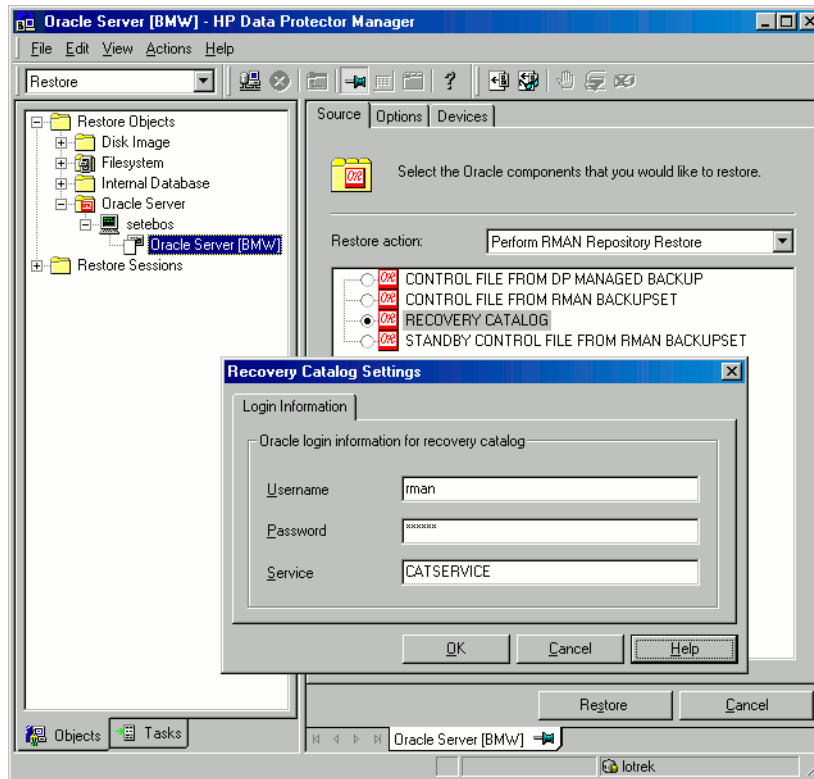 Oracle Server [BMW] - HP Data Protector Manager
File Edit View Actions Help
Restore
Restore Objects
Disk Image
Filesystem
Internal Database
Oracle Server
setebos
Oracle Server [BMW]
Restore Sessions
Source Options Devices
Select the Oracle components that you would like to restore.
Restore action: Perform RMAN Repository Restore
CONTROL FILE FROM DP MANAGED BACKUP
CONTROL FILE FROM RMAN BACKUPSET
RECOVERY CATALOG
STANDBY CONTROL FILE FROM RMAN BACKUPSET
Recovery Catalog Settings
Login Information
Oracle login information for recovery catalog
Username rman
Password ******
Service CATSERVICE
OK Cancel Help
Restore Cancel
Objects Tasks
Oracle Server [BMW]
lotrek